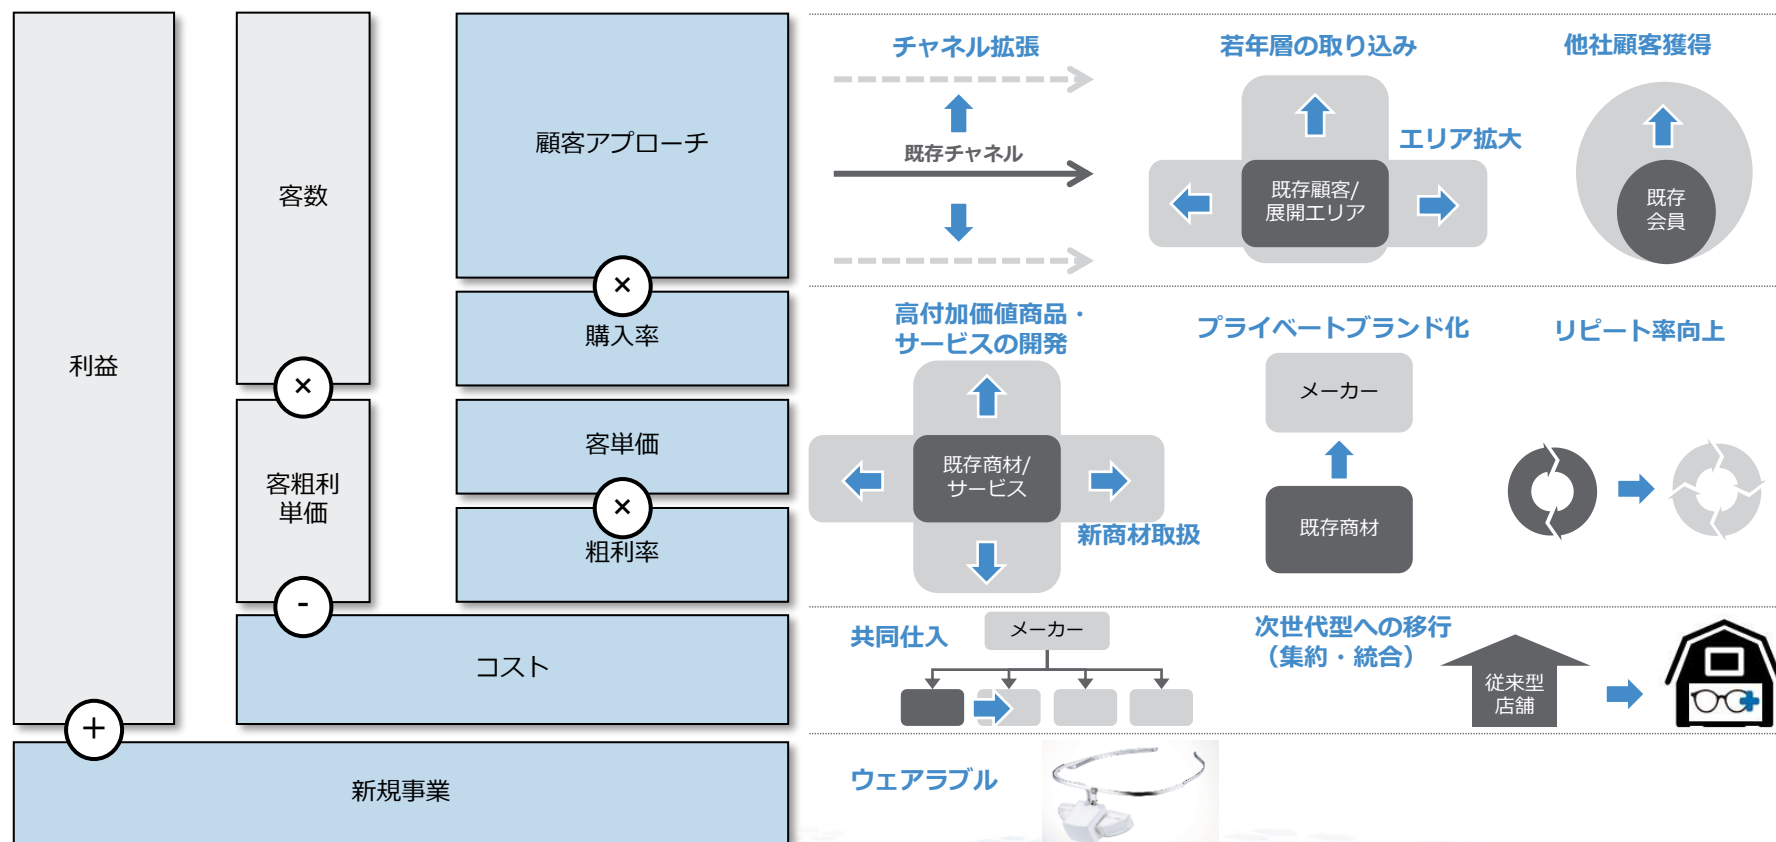 利益
客数
×
客粗利
単価
-
コスト
+
新規事業
顧客アプローチ
×
購入率
客単価
×
粗利率
チャネル拡張
既存チャネル
若年層の取り込み
エリア拡大
既存顧客/
展開エリア
他社顧客獲得
既存
会員
高付加価値商品・
サービスの開発
既存商材/
サービス
新商材取扱
プライベートブランド化
メーカー
既存商材
リピート率向上
共同仕入
メーカー
次世代型への移行
（集約・統合）
従来型
店舗
ウェアラブル